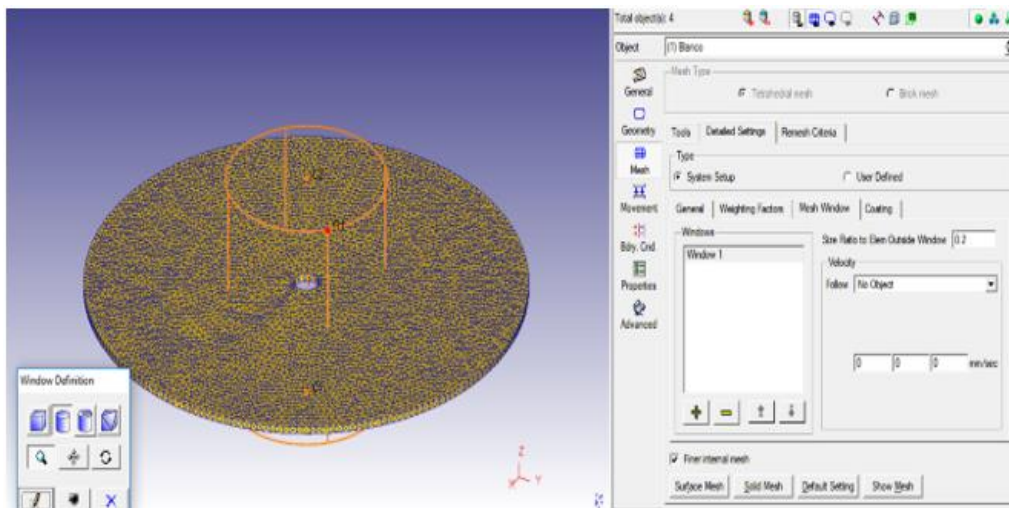 Total object(s): 4
Object
(1) Blanco
Mesh Type
General
Tetrahedral mesh
Brick mesh
Geometry
Tools
Detailed Settings
Remesh Criteria
Mesh
Type
System Setup
User Defined
Movement
General
Weighting Factors
Mesh Window
Coating
Bdry. Cnd
Windows
Size Ratio to Elem Outside Window
0.2
Window 1
Velocity
Properties
Follow
No Object
Advanced
0
0
0
mm/sec
Window Definition
Finer internal mesh
Surface Mesh
Solid Mesh
Default Setting
Show Mesh
Z
X
Y